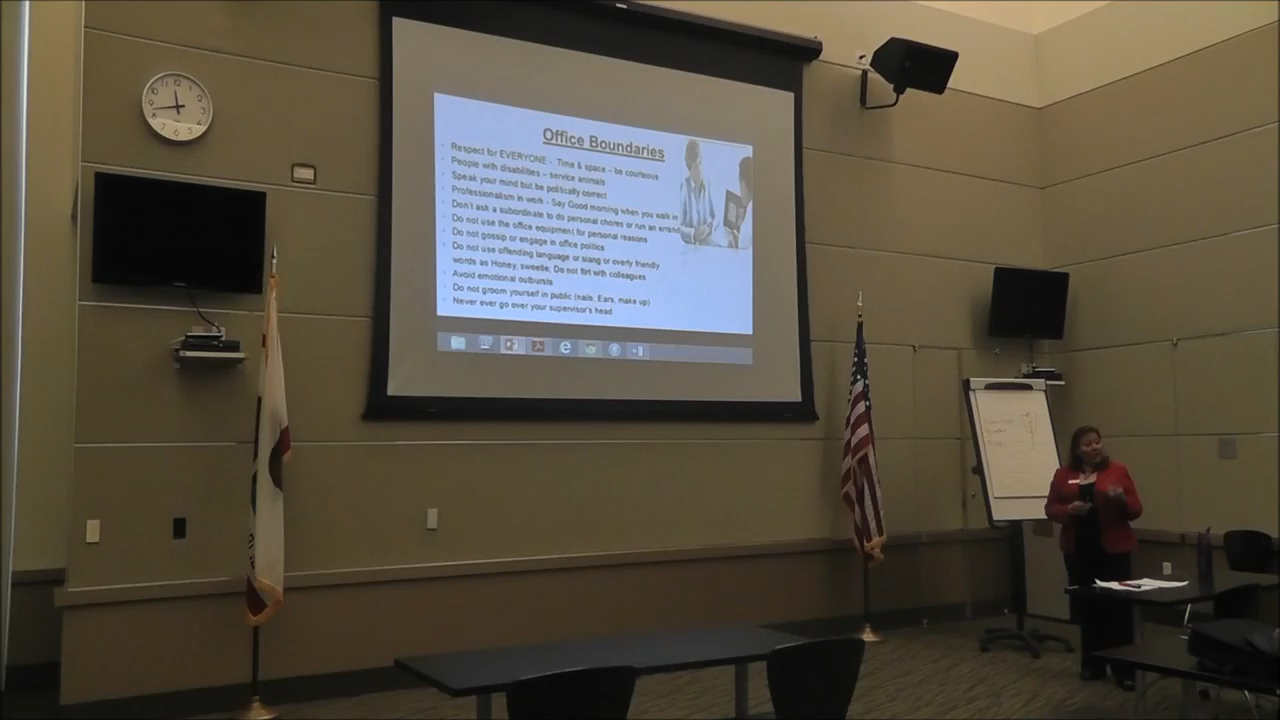 Office Boundaries
Respect for EVERYONE - Time & space – be courteous
People with disabilities – service animals
Speak your mind but be politically correct
Professionalism in work - Say Good morning when you walk in
Don't ask a subordinate to do personal chores or run an errand
Do not use the office equipment for personal reasons
Do not gossip or engage in office politics
Do not use offending language or slang or overly friendly
words as Honey, sweetie; Do not flirt with colleagues
Avoid emotional outbursts
Do not groom yourself in public (nails, Ears, make up)
Never ever go over your supervisor's head